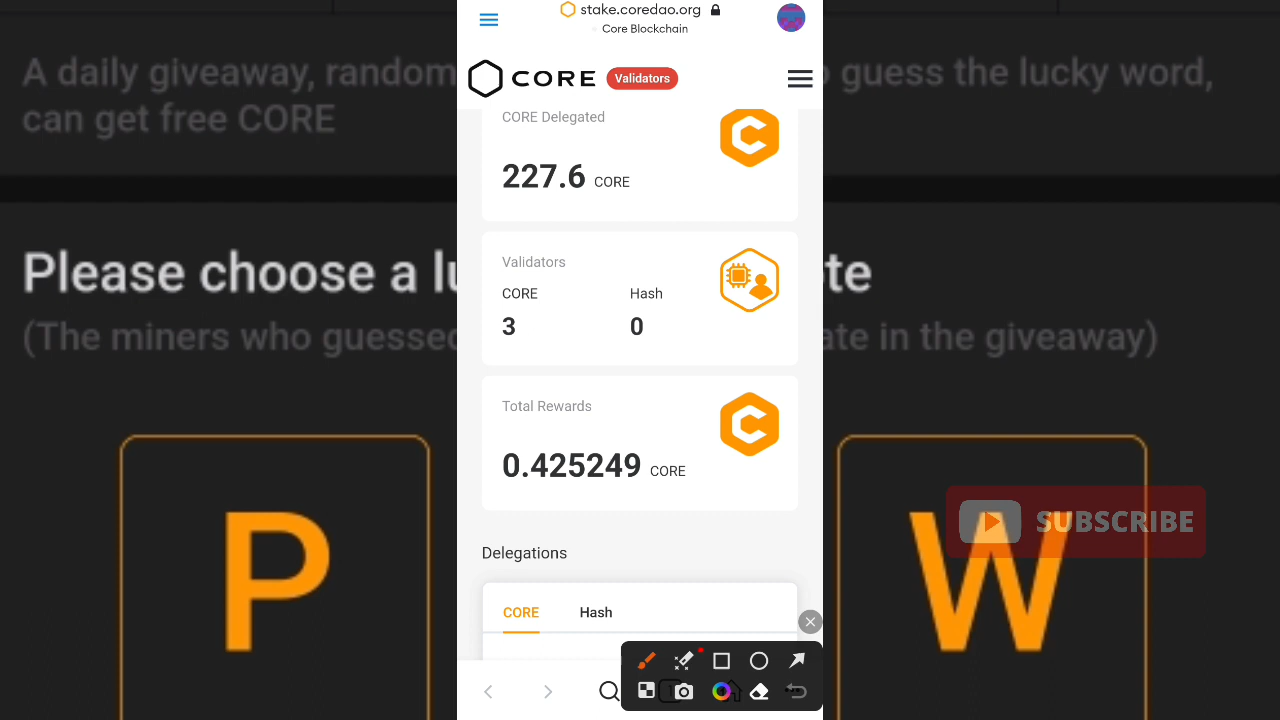 stake.coredao.org
Core Blockchain
CORE Validators
A daily giveaway, random
guess the lucky word,
can get free CORE
CORE Delegated
227.6 CORE
Please choose a lu
te
(The miners who guessed
ate in the giveaway)
Validators
CORE Hash
3 0
Total Rewards
0.425249 CORE
P
W
SUBSCRIBE
Delegations
CORE Hash